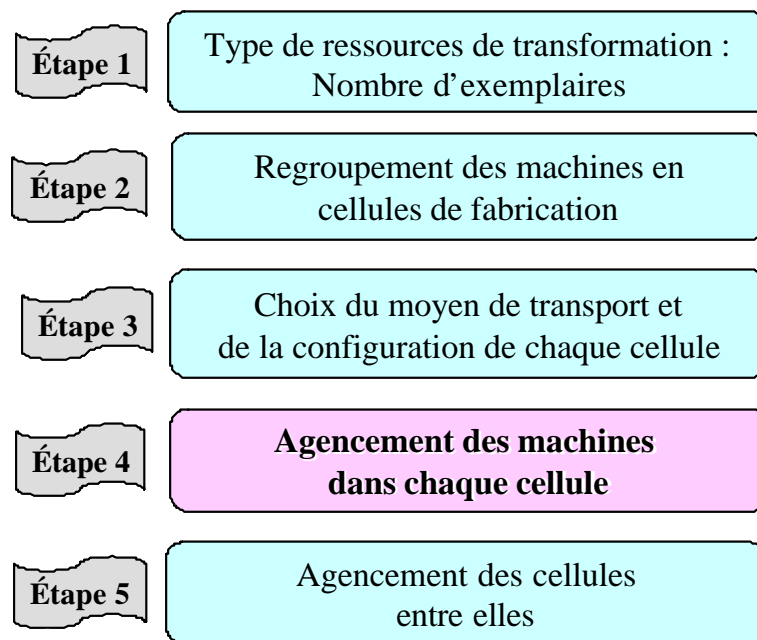 Étape 1
Type de ressources de transformation :
Nombre d'exemplaires
Étape 2
Regroupement des machines en
cellules de fabrication
Étape 3
Choix du moyen de transport et
de la configuration de chaque cellule
Étape 4
Agencement des machines
dans chaque cellule
Étape 5
Agencement des cellules
entre elles